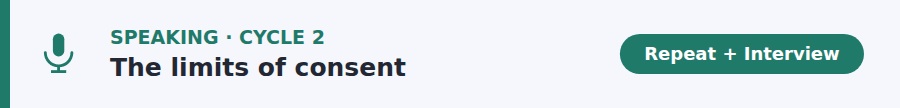 SPEAKING · CYCLE 2
The limits of consent
Repeat + Interview